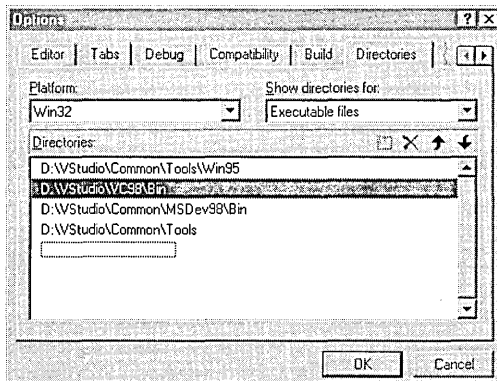 Options
Editor Tabs Debug Compatibility Build Directories
Platform: Show directories for:
Win32 Executable files
Directories:
D:\VStudio\Common\Tools\Win95
D:\VStudio\VC98\Bin
D:\VStudio\Common\MSDev98\Bin
D:\VStudio\Common\Tools
OK Cancel